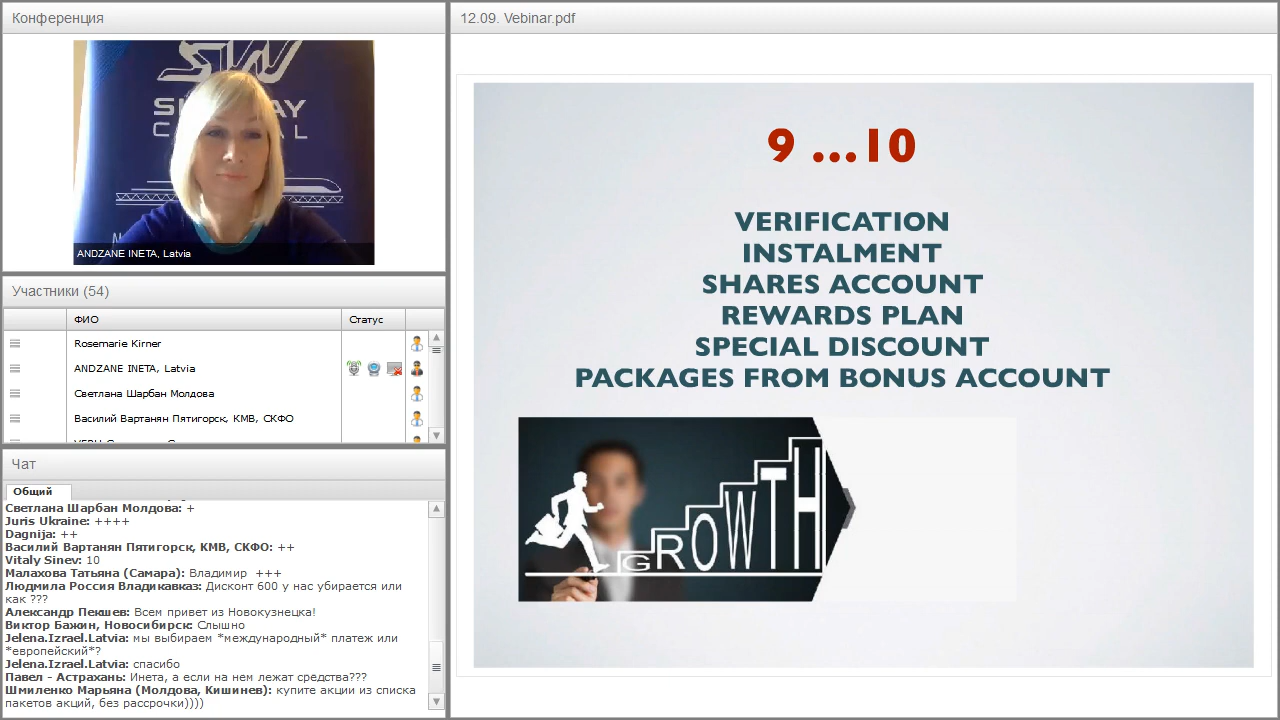 Конференция
SW
CAPITAL
ANDZANE INETA, Latvia
Участники (54)
ФИО Статус
Rosemarie Kirner
ANDZANE INETA, Latvia
Светлана Шарбан Молдова
Василий Вартанян Пятигорск, КМВ, СКФО
Чат
Общий
Светлана Шарбан Молдова: +
Juris Ukraine: ++++
Dagnija: ++
Василий Вартанян Пятигорск, КМВ, СКФО: ++
Vitaly Sinev: 10
Малахова Татьяна (Самара): Владимир +++
Людмила Россия Владикавказ: Дисконт 600 у нас убирается или
как ???
Александр Пекшев: Всем привет из Новокузнецка!
Виктор Бажин, Новосибирск: Слышно
Jelena.Izrael.Latvia: мы выбираем *международный* платеж или
*европейский*?
Jelena.Izrael.Latvia: спасибо
Павел - Астрахань: Инета, а если на нем лежат средства???
Шмиленко Марьяна (Молдова, Кишинев): купите акции из списка
пакетов акций, без рассрочки))))
12.09. Vebinar.pdf
9 ...10
VERIFICATION
INSTALMENT
SHARES ACCOUNT
REWARDS PLAN
SPECIAL DISCOUNT
PACKAGES FROM BONUS ACCOUNT
GROWTH